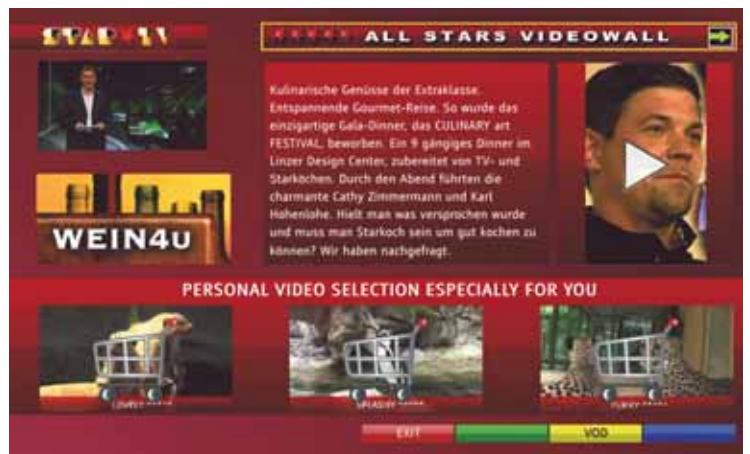 STAR TV
ALL STARS VIDEOWALL
Kulinarische Genüsse der Extraklasse.
Entspannende Gourmet-Reise. So wurde das
einzigartige Gala-Dinner, das CULINARY art
FESTIVAL, beworben. Ein 9 gängiges Dinner im
Linzer Design Center, zubereitet von TV- und
Starköchen. Durch den Abend führten die
charmante Cathy Zimmermann und Karl
Hohenlohe. Hielt man was versprochen wurde
und muss man Starkoch sein um gut kochen zu
können? Wir haben nachgefragt.
WEIN4U
PERSONAL VIDEO SELECTION ESPECIALLY FOR YOU
EXIT
VOD